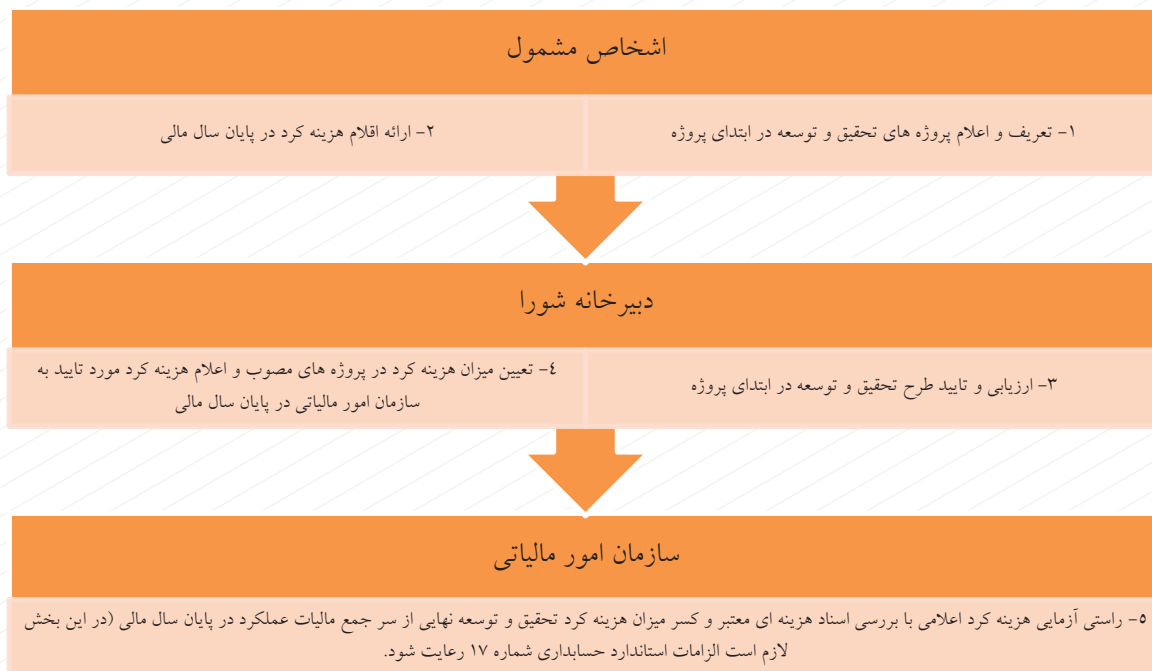 اشخاص مشمول
۱- تعریف و اعلام پروژه های تحقیق و توسعه در ابتدای پروژه
۲- ارائه اقلام هزینه کرد در پایان سال مالی
دبیرخانه شورا
۳- ارزیابی و تایید طرح تحقیق و توسعه در ابتدای پروژه
۴- تعیین میزان هزینه کرد در پروژه های مصوب و اعلام هزینه کرد مورد تایید به
سازمان امور مالیاتی در پایان سال مالی
سازمان امور مالیاتی
۵- راستی آزمایی هزینه کرد اعلامی با بررسی اسناد هزینه ای معتبر و کسر میزان هزینه کرد تحقیق و توسعه نهایی از سر جمع مالیات عملکرد در پایان سال مالی (در این بخش
لازم است الزامات استاندارد حسابداری شماره ۱۷ رعایت شود.